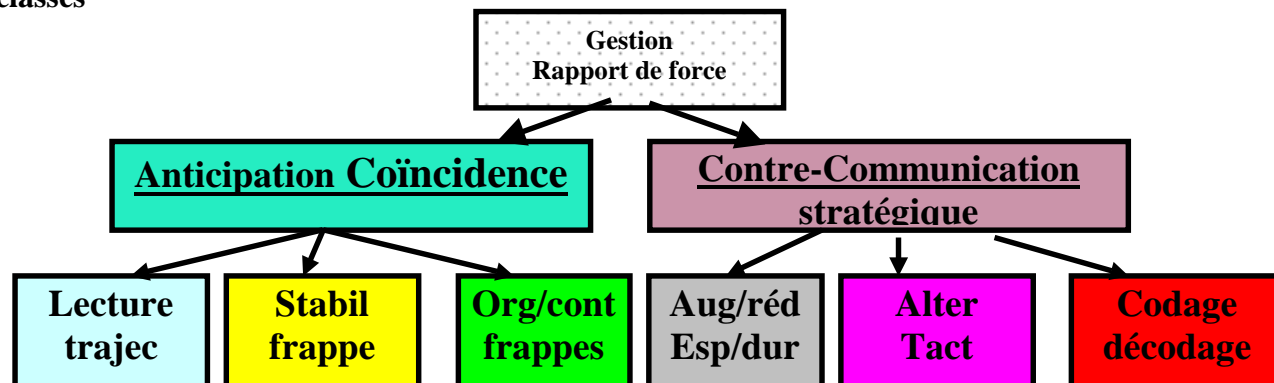 classes
Gestion
Rapport de force
Anticipation Coïncidence
Contre-Communication
stratégique
Lecture
trajec
Stabil
frappe
Org/cont
frappes
Aug/réd
Esp/dur
Alter
Tact
Codage
décodage